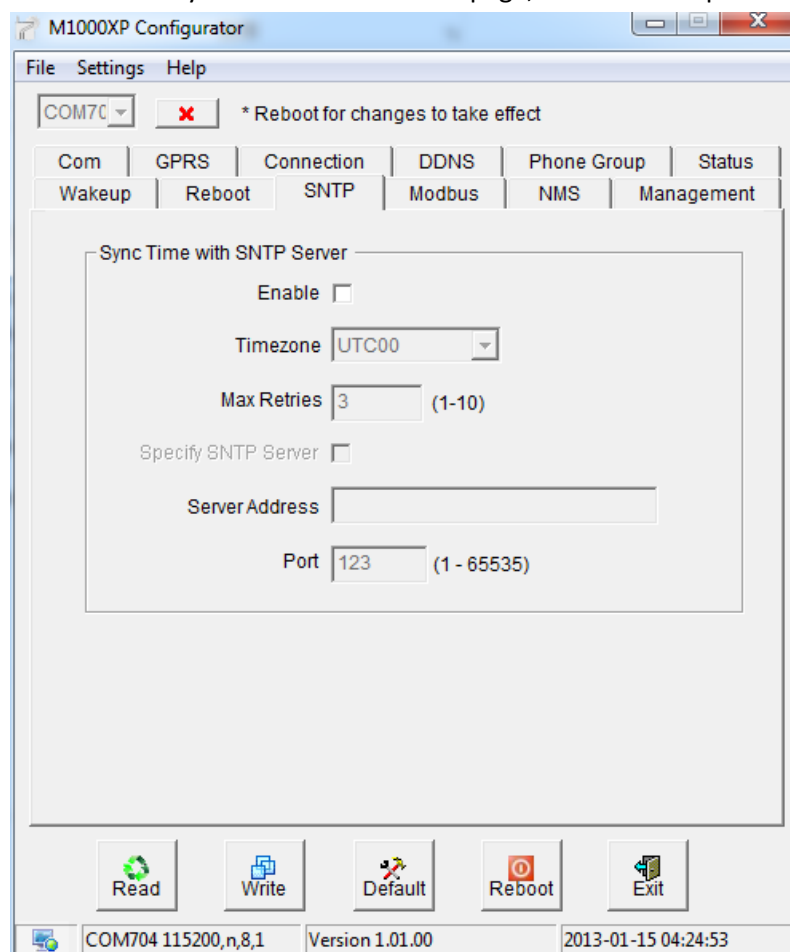 M1000XP Configurator
File Settings Help
COM70 * Reboot for changes to take effect
Com GPRS Connection DDNS Phone Group Status
Wakeup Reboot SNTP Modbus NMS Management
Sync Time with SNTP Server
Enable
Timezone UTC00
Max Retries 3 (1-10)
Specify SNTP Server
Server Address
Port 123 (1 - 65535)
Read Write Default Reboot Exit
COM704 115200,n,8,1 Version 1.01.00 2013-01-15 04:24:53